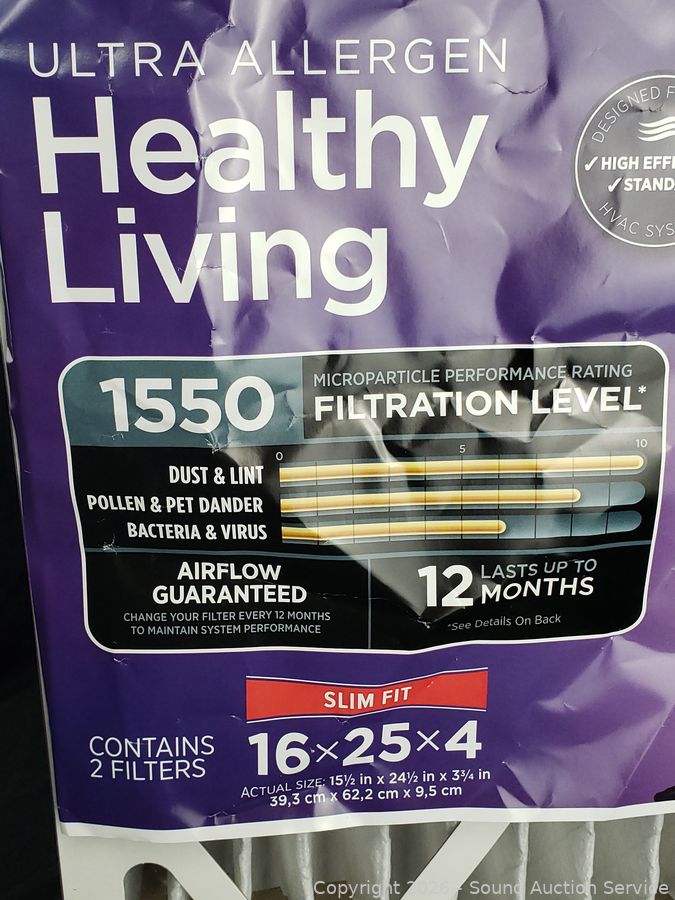 ULTRA ALLERGEN
Healthy
Living
DESIGNED
✓HIGH
✓
HVAC
1550
MICROPARTICLE PERFORMANCE RATING
FILTRATION LEVEL*
0 5 10
DUST & LINT
POLLEN & PET DANDER
BACTERIA & VIRUS
AIRFLOW
GUARANTEED
CHANGE YOUR FILTER EVERY 12 MONTHS
TO MAINTAIN SYSTEM PERFORMANCE
12 LASTS UP TO
MONTHS
*See Details On Back
SLIM FIT
CONTAINS
2 FILTERS
16×25×4
ACTUAL SIZE: 15½ in x 24½ in x 3¾ in
39,3 cm x 62,2 cm x 9,5 cm
Copyright 2026 - Sound Auction Service